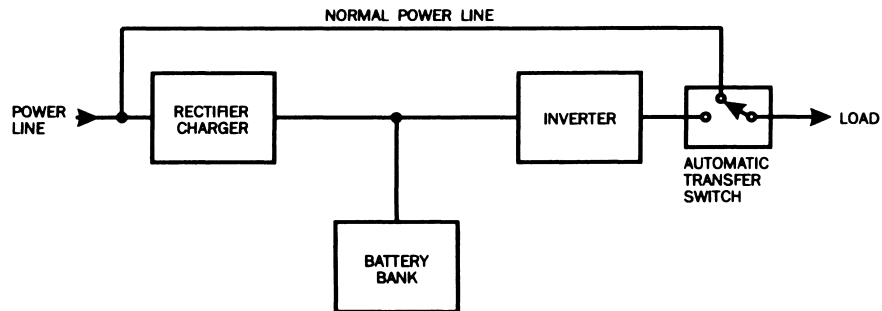 NORMAL POWER LINE
POWER
LINE
RECTIFIER
CHARGER
INVERTER
LOAD
AUTOMATIC
TRANSFER
SWITCH
BATTERY
BANK